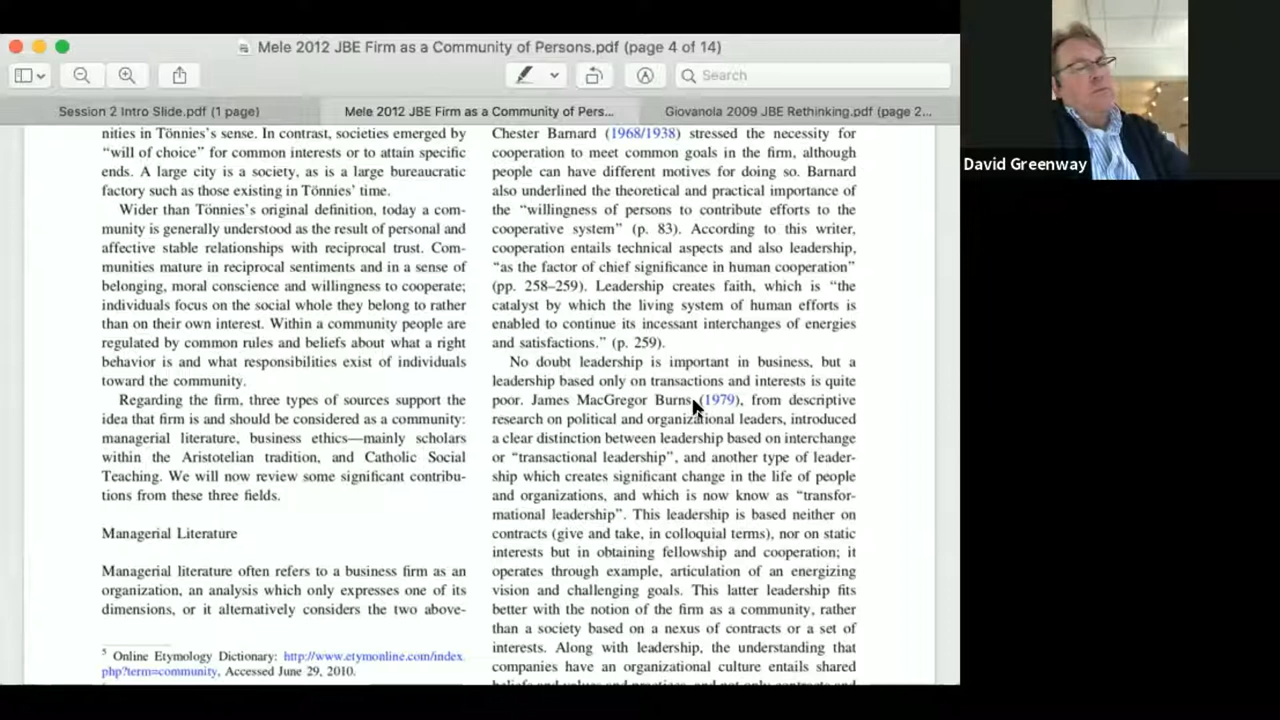 Mele 2012 JBE Firm as a Community of Persons.pdf (page 4 of 14)
Search
Session 2 Intro Slide.pdf (1 page)
Mele 2012 JBE Firm as a Community of Pers...
Giovanola 2009 JBE Rethinking.pdf (page 2...
nities in Tönnies's sense. In contrast, societies emerged by
“will of choice” for common interests or to attain specific
ends. A large city is a society, as is a large bureaucratic
factory such as those existing in Tönnies' time.
Wider than Tönnies's original definition, today a com-
munity is generally understood as the result of personal and
affective stable relationships with reciprocal trust. Com-
munities mature in reciprocal sentiments and in a sense of
belonging, moral conscience and willingness to cooperate;
individuals focus on the social whole they belong to rather
than on their own interest. Within a community people are
regulated by common rules and beliefs about what a right
behavior is and what responsibilities exist of individuals
toward the community.
Regarding the firm, three types of sources support the
idea that firm is and should be considered as a community:
managerial literature, business ethics—mainly scholars
within the Aristotelian tradition, and Catholic Social
Teaching. We will now review some significant contribu-
tions from these three fields.
Managerial Literature
Managerial literature often refers to a business firm as an
organization, an analysis which only expresses one of its
dimensions, or it alternatively considers the two above-
5 Online Etymology Dictionary: http://www.etymonline.com/index.
php?term=community, Accessed June 29, 2010.
Chester Barnard (1968/1938) stressed the necessity for
cooperation to meet common goals in the firm, although
people can have different motives for doing so. Barnard
also underlined the theoretical and practical importance of
the “willingness of persons to contribute efforts to the
cooperative system” (p. 83). According to this writer,
cooperation entails technical aspects and also leadership,
“as the factor of chief significance in human cooperation”
(pp. 258–259). Leadership creates faith, which is “the
catalyst by which the living system of human efforts is
enabled to continue its incessant interchanges of energies
and satisfactions.” (p. 259).
No doubt leadership is important in business, but a
leadership based only on transactions and interests is quite
poor. James MacGregor Burns (1979), from descriptive
research on political and organizational leaders, introduced
a clear distinction between leadership based on interchange
or “transactional leadership”, and another type of leader-
ship which creates significant change in the life of people
and organizations, and which is now know as “transfor-
mational leadership”. This leadership is based neither on
contracts (give and take, in colloquial terms), nor on static
interests but in obtaining fellowship and cooperation; it
operates through example, articulation of an energizing
vision and challenging goals. This latter leadership fits
better with the notion of the firm as a community, rather
than a society based on a nexus of contracts or a set of
interests. Along with leadership, the understanding that
companies have an organizational culture entails shared
beliefs and values and practices, and not only contracts and
David Greenway